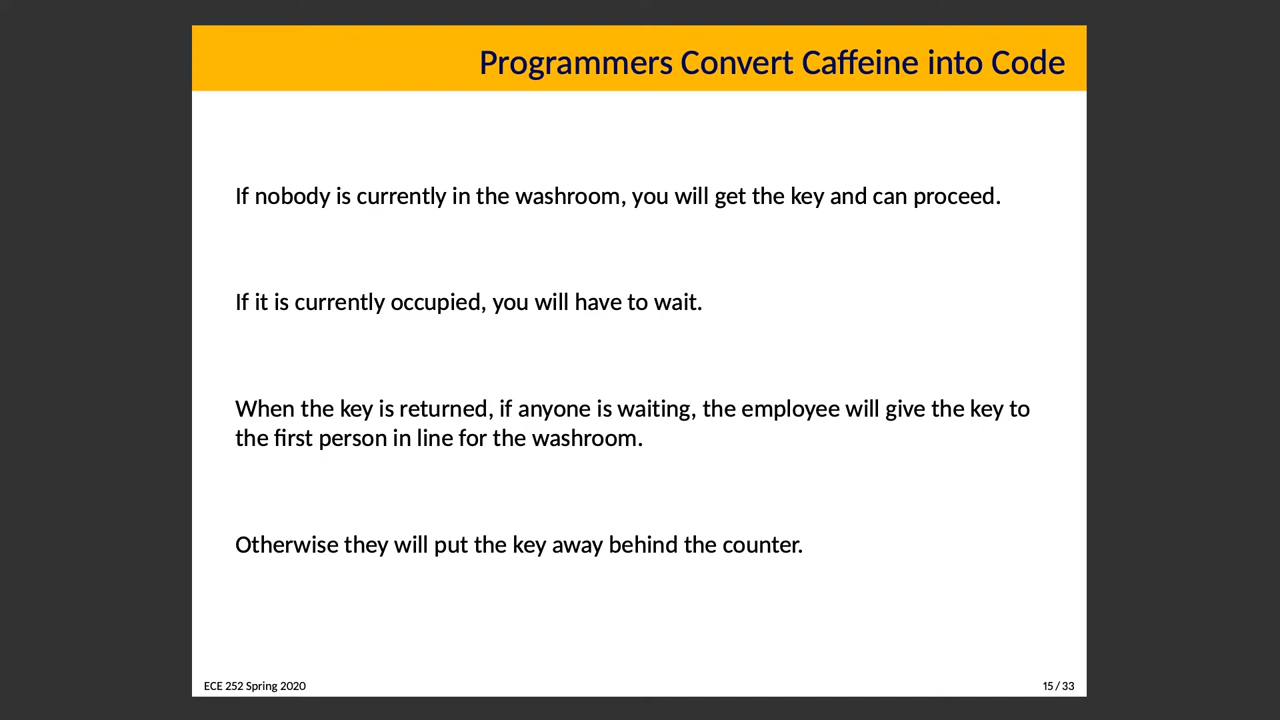 Programmers Convert Caffeine into Code
If nobody is currently in the washroom, you will get the key and can proceed.
If it is currently occupied, you will have to wait.
When the key is returned, if anyone is waiting, the employee will give the key to
the first person in line for the washroom.
Otherwise they will put the key away behind the counter.
ECE 252 Spring 2020
15 / 33